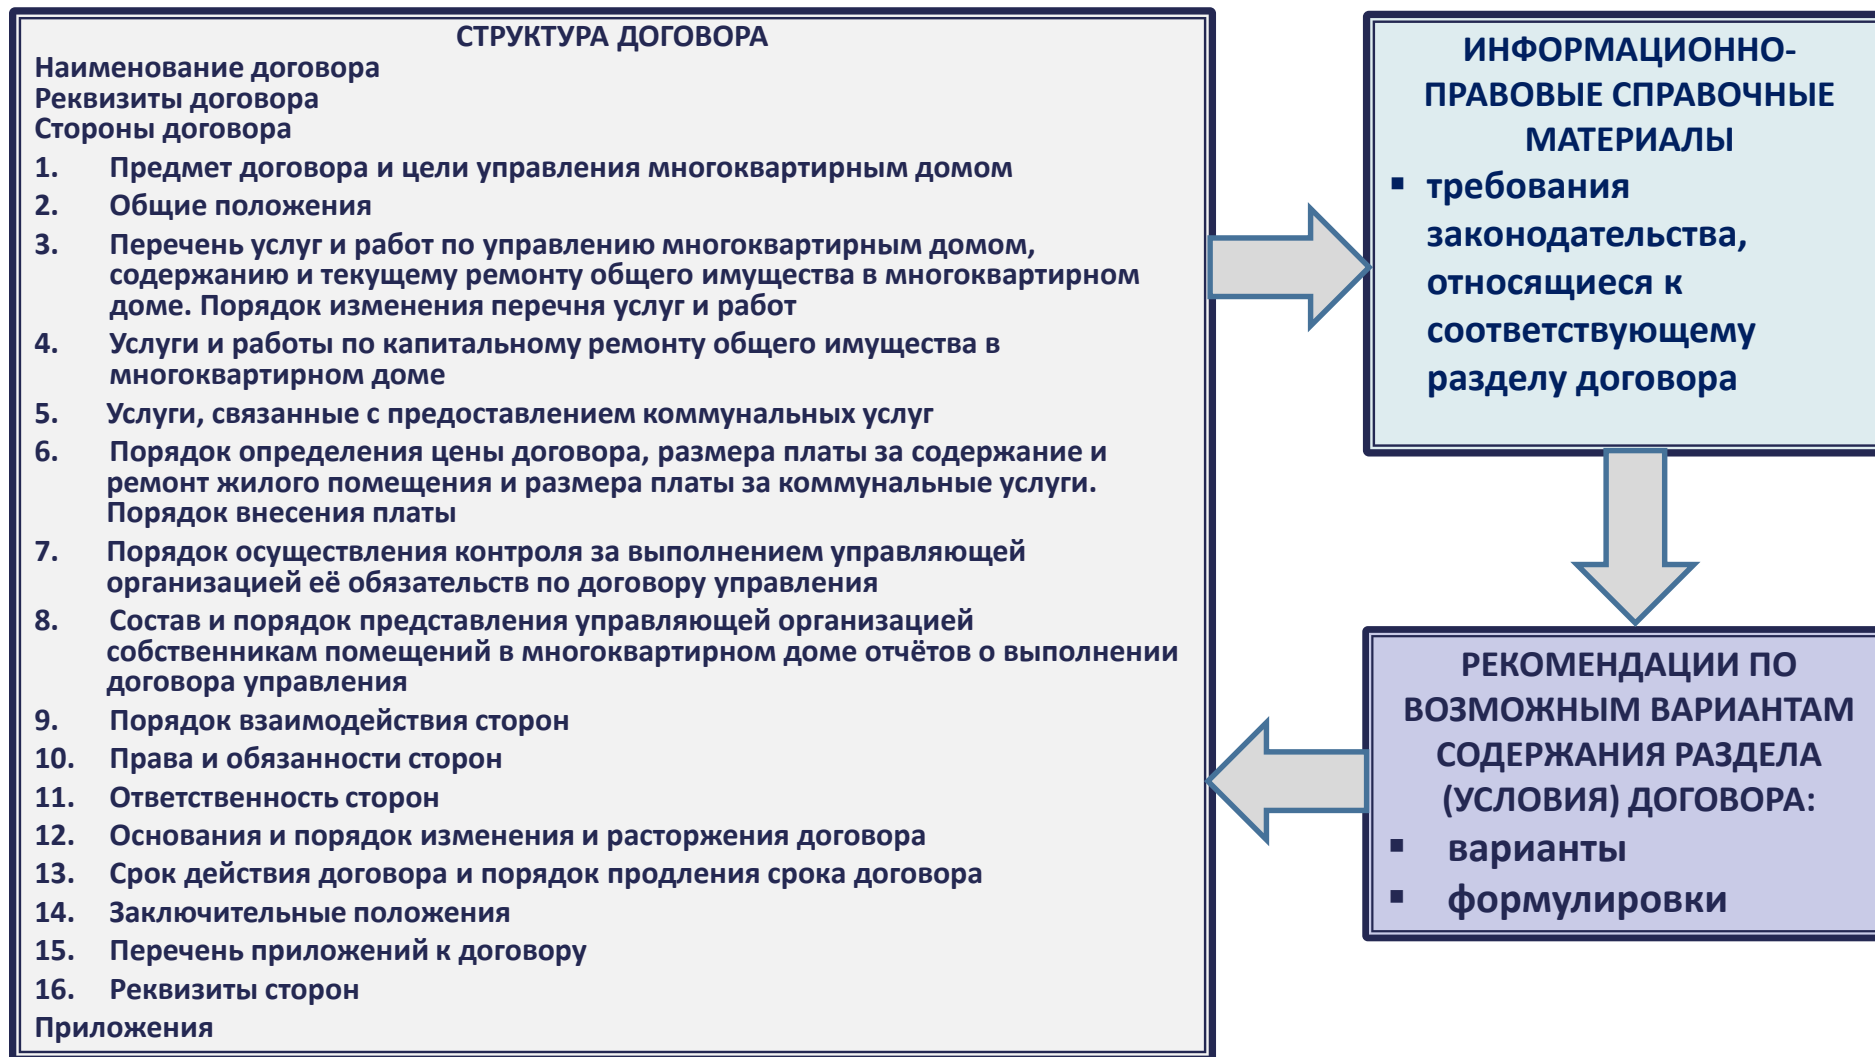 СТРУКТУРА ДОГОВОРА
Наименование договора
Реквизиты договора
Стороны договора
1. Предмет договора и цели управления многоквартирным домом
2. Общие положения
3. Перечень услуг и работ по управлению многоквартирным домом,
содержанию и текущему ремонту общего имущества в многоквартирном
доме. Порядок изменения перечня услуг и работ
4. Услуги и работы по капитальному ремонту общего имущества в
многоквартирном доме
5. Услуги, связанные с предоставлением коммунальных услуг
6. Порядок определения цены договора, размера платы за содержание и
ремонт жилого помещения и размера платы за коммунальные услуги.
Порядок внесения платы
7. Порядок осуществления контроля за выполнением управляющей
организацией её обязательств по договору управления
8. Состав и порядок представления управляющей организацией
собственникам помещений в многоквартирном доме отчётов о выполнении
договора управления
9. Порядок взаимодействия сторон
10. Права и обязанности сторон
11. Ответственность сторон
12. Основания и порядок изменения и расторжения договора
13. Срок действия договора и порядок продления срока договора
14. Заключительные положения
15. Перечень приложений к договору
16. Реквизиты сторон
Приложения
ИНФОРМАЦИОННО-
ПРАВОВЫЕ СПРАВОЧНЫЕ
МАТЕРИАЛЫ
▪ требования
законодательства,
относящиеся к
соответствующему
разделу договора
РЕКОМЕНДАЦИИ ПО
ВОЗМОЖНЫМ ВАРИАНТАМ
СОДЕРЖАНИЯ РАЗДЕЛА
(УСЛОВИЯ) ДОГОВОРА:
▪ варианты
▪ формулировки